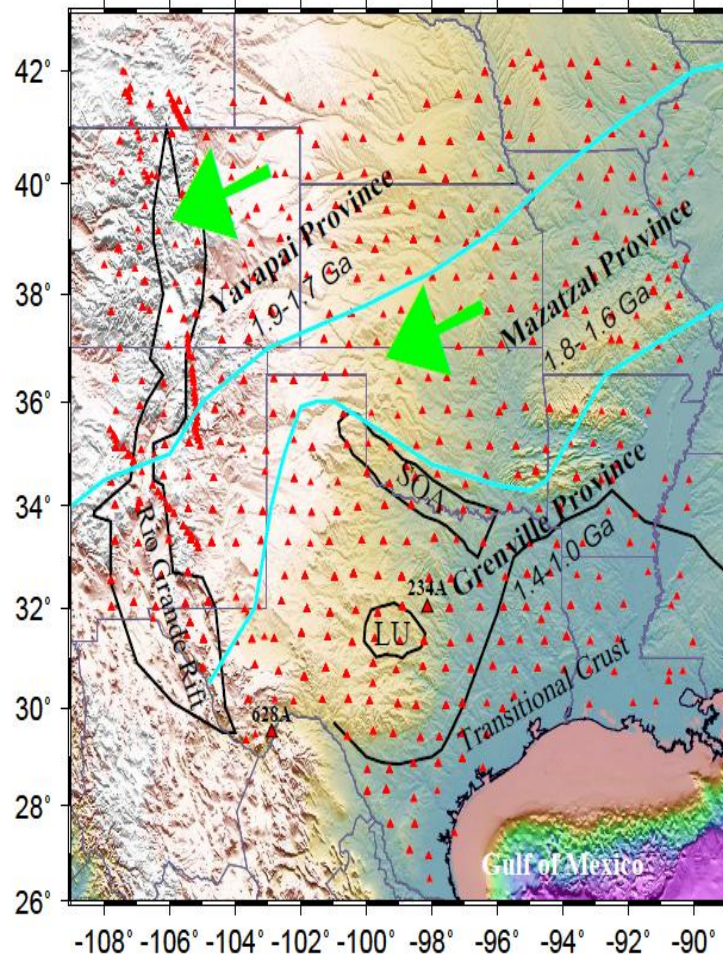 42°
40°
38°
36°
34°
32°
30°
28°
26°
Yavapai Province
1.9-1.7 Ga
Mazatzal Province
1.8- 1.6 Ga
SOA
Grenville Province
1.4-1.0 Ga
Rio Grande Rift
234A
LU
Transitional Crust
628A
Gulf of Mexico
-108° -106° -104° -102° -100° -98° -96° -94° -92° -90°